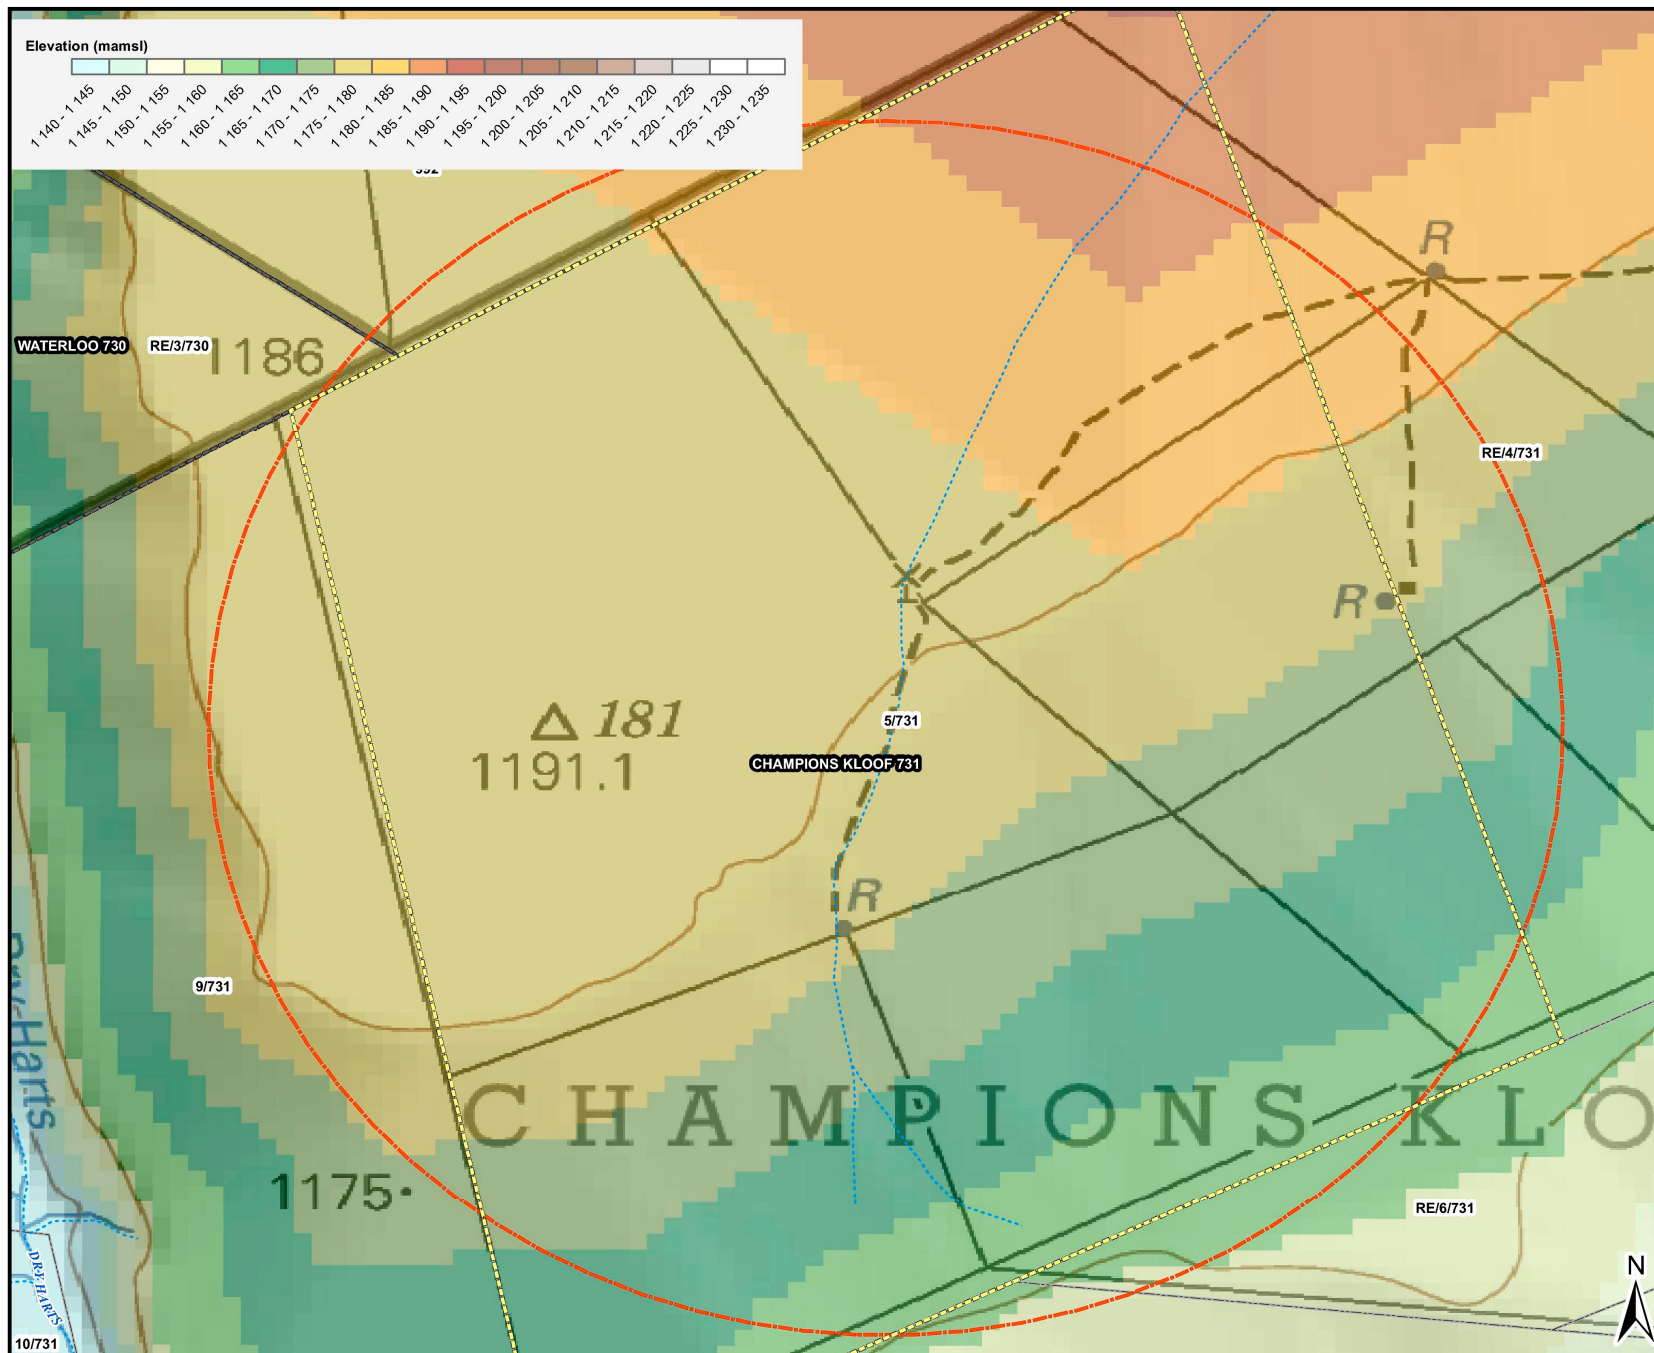 Elevation (mamsl)
1 140 - 1 145
1 145 - 1 150
1 150 - 1 155
1 155 - 1 160
1 160 - 1 165
1 165 - 1 170
1 170 - 1 175
1 175 - 1 180
1 180 - 1 185
1 185 - 1 190
1 190 - 1 195
1 195 - 1 200
1 200 - 1 205
1 205 - 1 210
1 210 - 1 215
1 215 - 1 220
1 220 - 1 225
1 225 - 1 230
1 230 - 1 235
992
R
WATERLOO 730
RE/3/730
1186
RE/4/731
R
181
1191.1
5/731
CHAMPIONS KLOOF 731
R
9/731
Dry-Harts
CHAMPIONS KLO
1175
RE/6/731
DRY HARTS
N
10/731